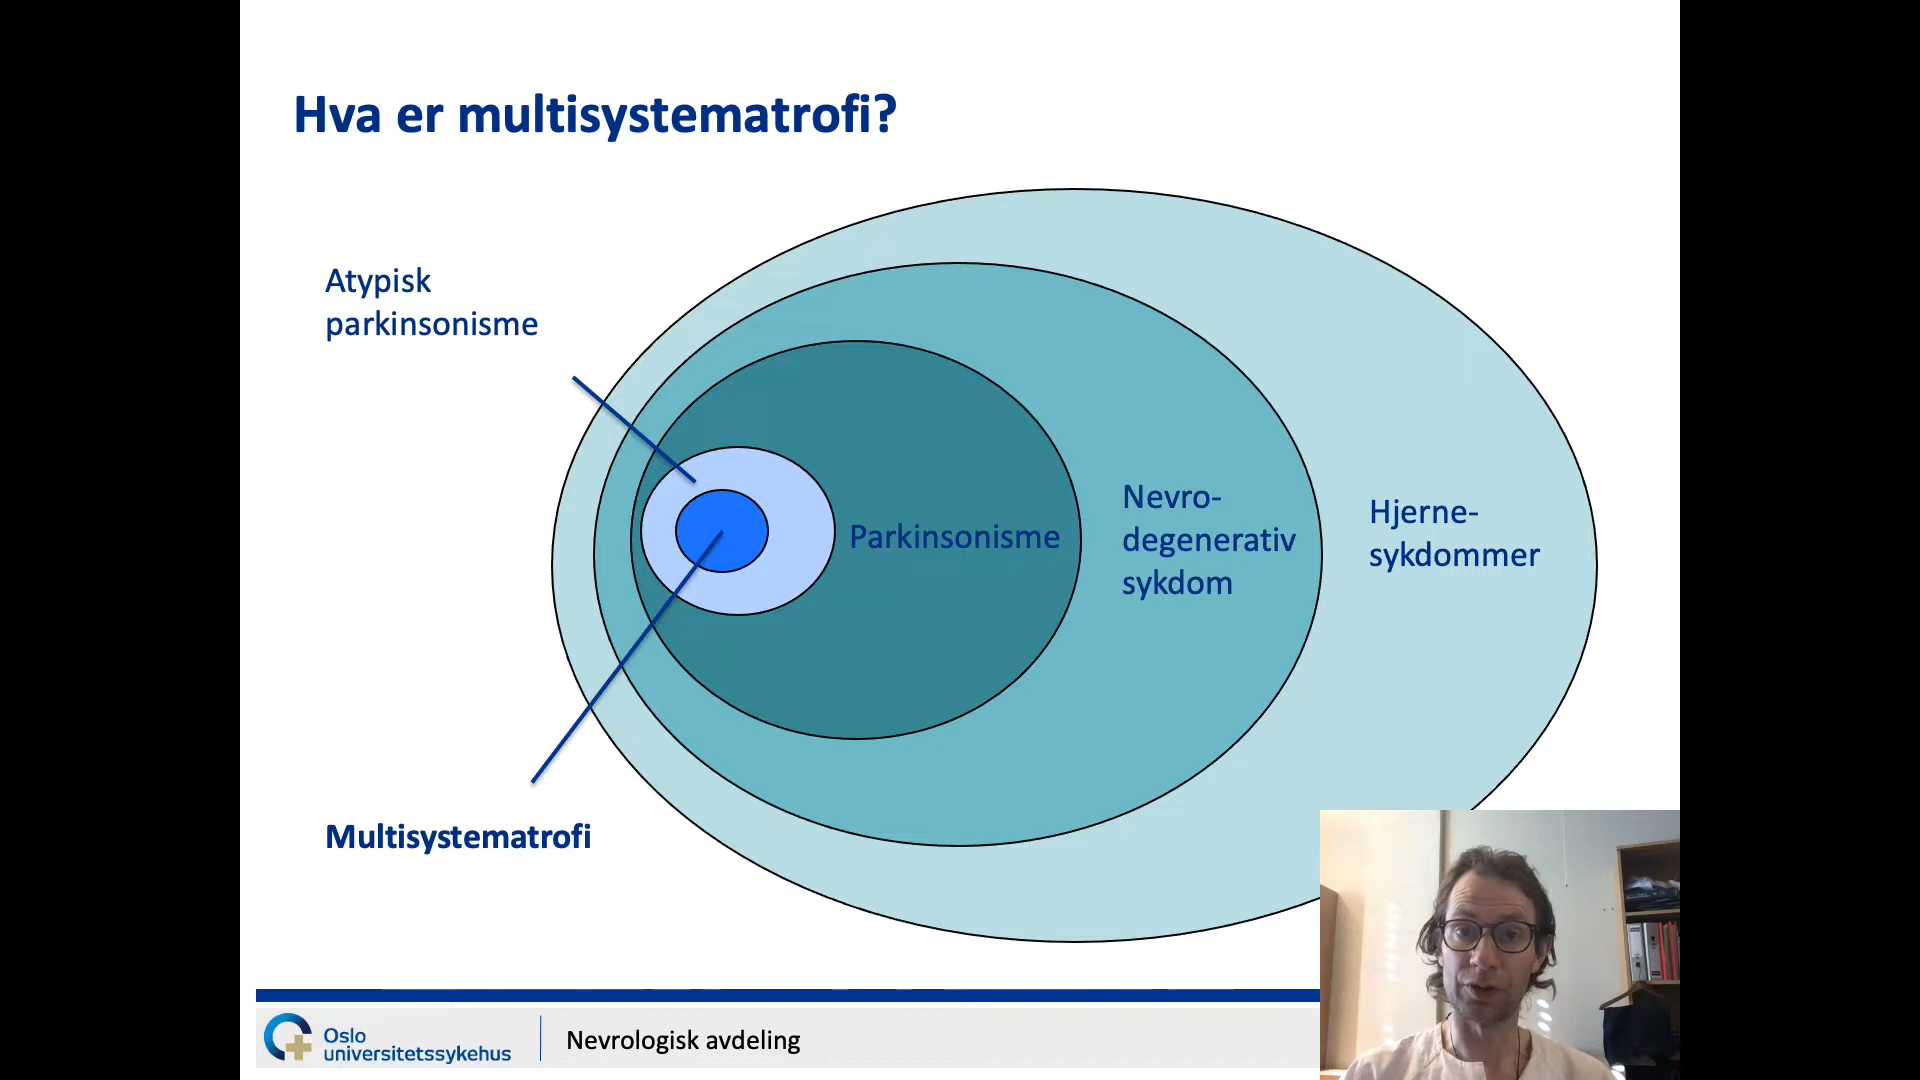 Hva er multisystematrofi?
Atypisk
parkinsonisme
Parkinsonisme
Nevro-
degenerativ
sykdom
Hjerne-
sykdommer
Multisystematrofi
Oslo
universitetssykehus
Nevrologisk avdeling